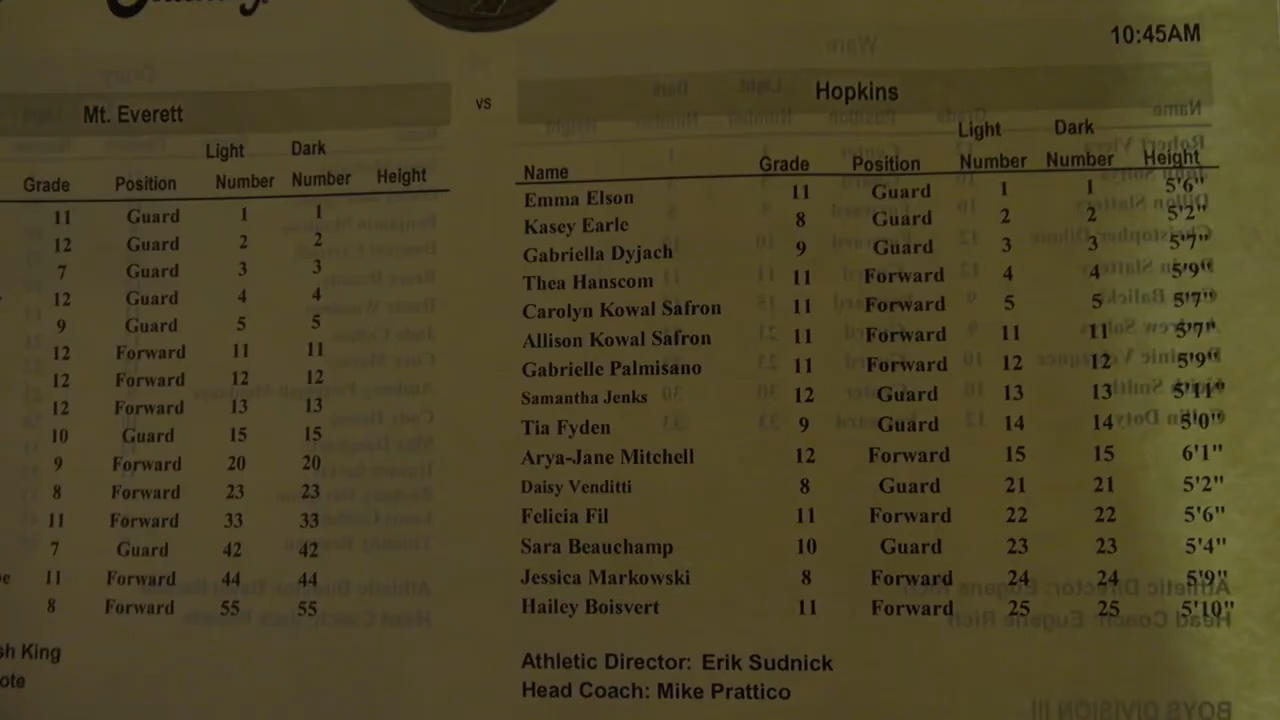 10:45AM
Mt. Everett
vs
Hopkins
Light Dark
Grade Position Number Number Height
11 Guard 1 1
12 Guard 2 2
7 Guard 3 3
12 Guard 4 4
9 Guard 5 5
12 Forward 11 11
12 Forward 12 12
12 Forward 13 13
10 Guard 15 15
9 Forward 20 20
8 Forward 23 23
11 Forward 33 33
7 Guard 42 42
11 Forward 44 44
8 Forward 55 55
King
Light Dark
Name Grade Position Number Number Height
Emma Elson 11 Guard 1 1 5'6"
Kasey Earle 8 Guard 2 2 5'2"
Gabriella Dyjach 9 Guard 3 3 5'7"
Thea Hanscom 11 Forward 4 4 5'9"
Carolyn Kowal Safron 11 Forward 5 5 5'7"
Allison Kowal Safron 11 Forward 11 11 5'7"
Gabrielle Palmisano 11 Forward 12 12 5'9"
Samantha Jenks 12 Guard 13 13 5'11"
Tia Fyden 9 Guard 14 14 5'0"
Arya-Jane Mitchell 12 Forward 15 15 6'1"
Daisy Venditti 8 Guard 21 21 5'2"
Felicia Fil 11 Forward 22 22 5'6"
Sara Beauchamp 10 Guard 23 23 5'4"
Jessica Markowski 8 Forward 24 24 5'9"
Hailey Boisvert 11 Forward 25 25 5'10"
Athletic Director: Erik Sudnick
Head Coach: Mike Prattico